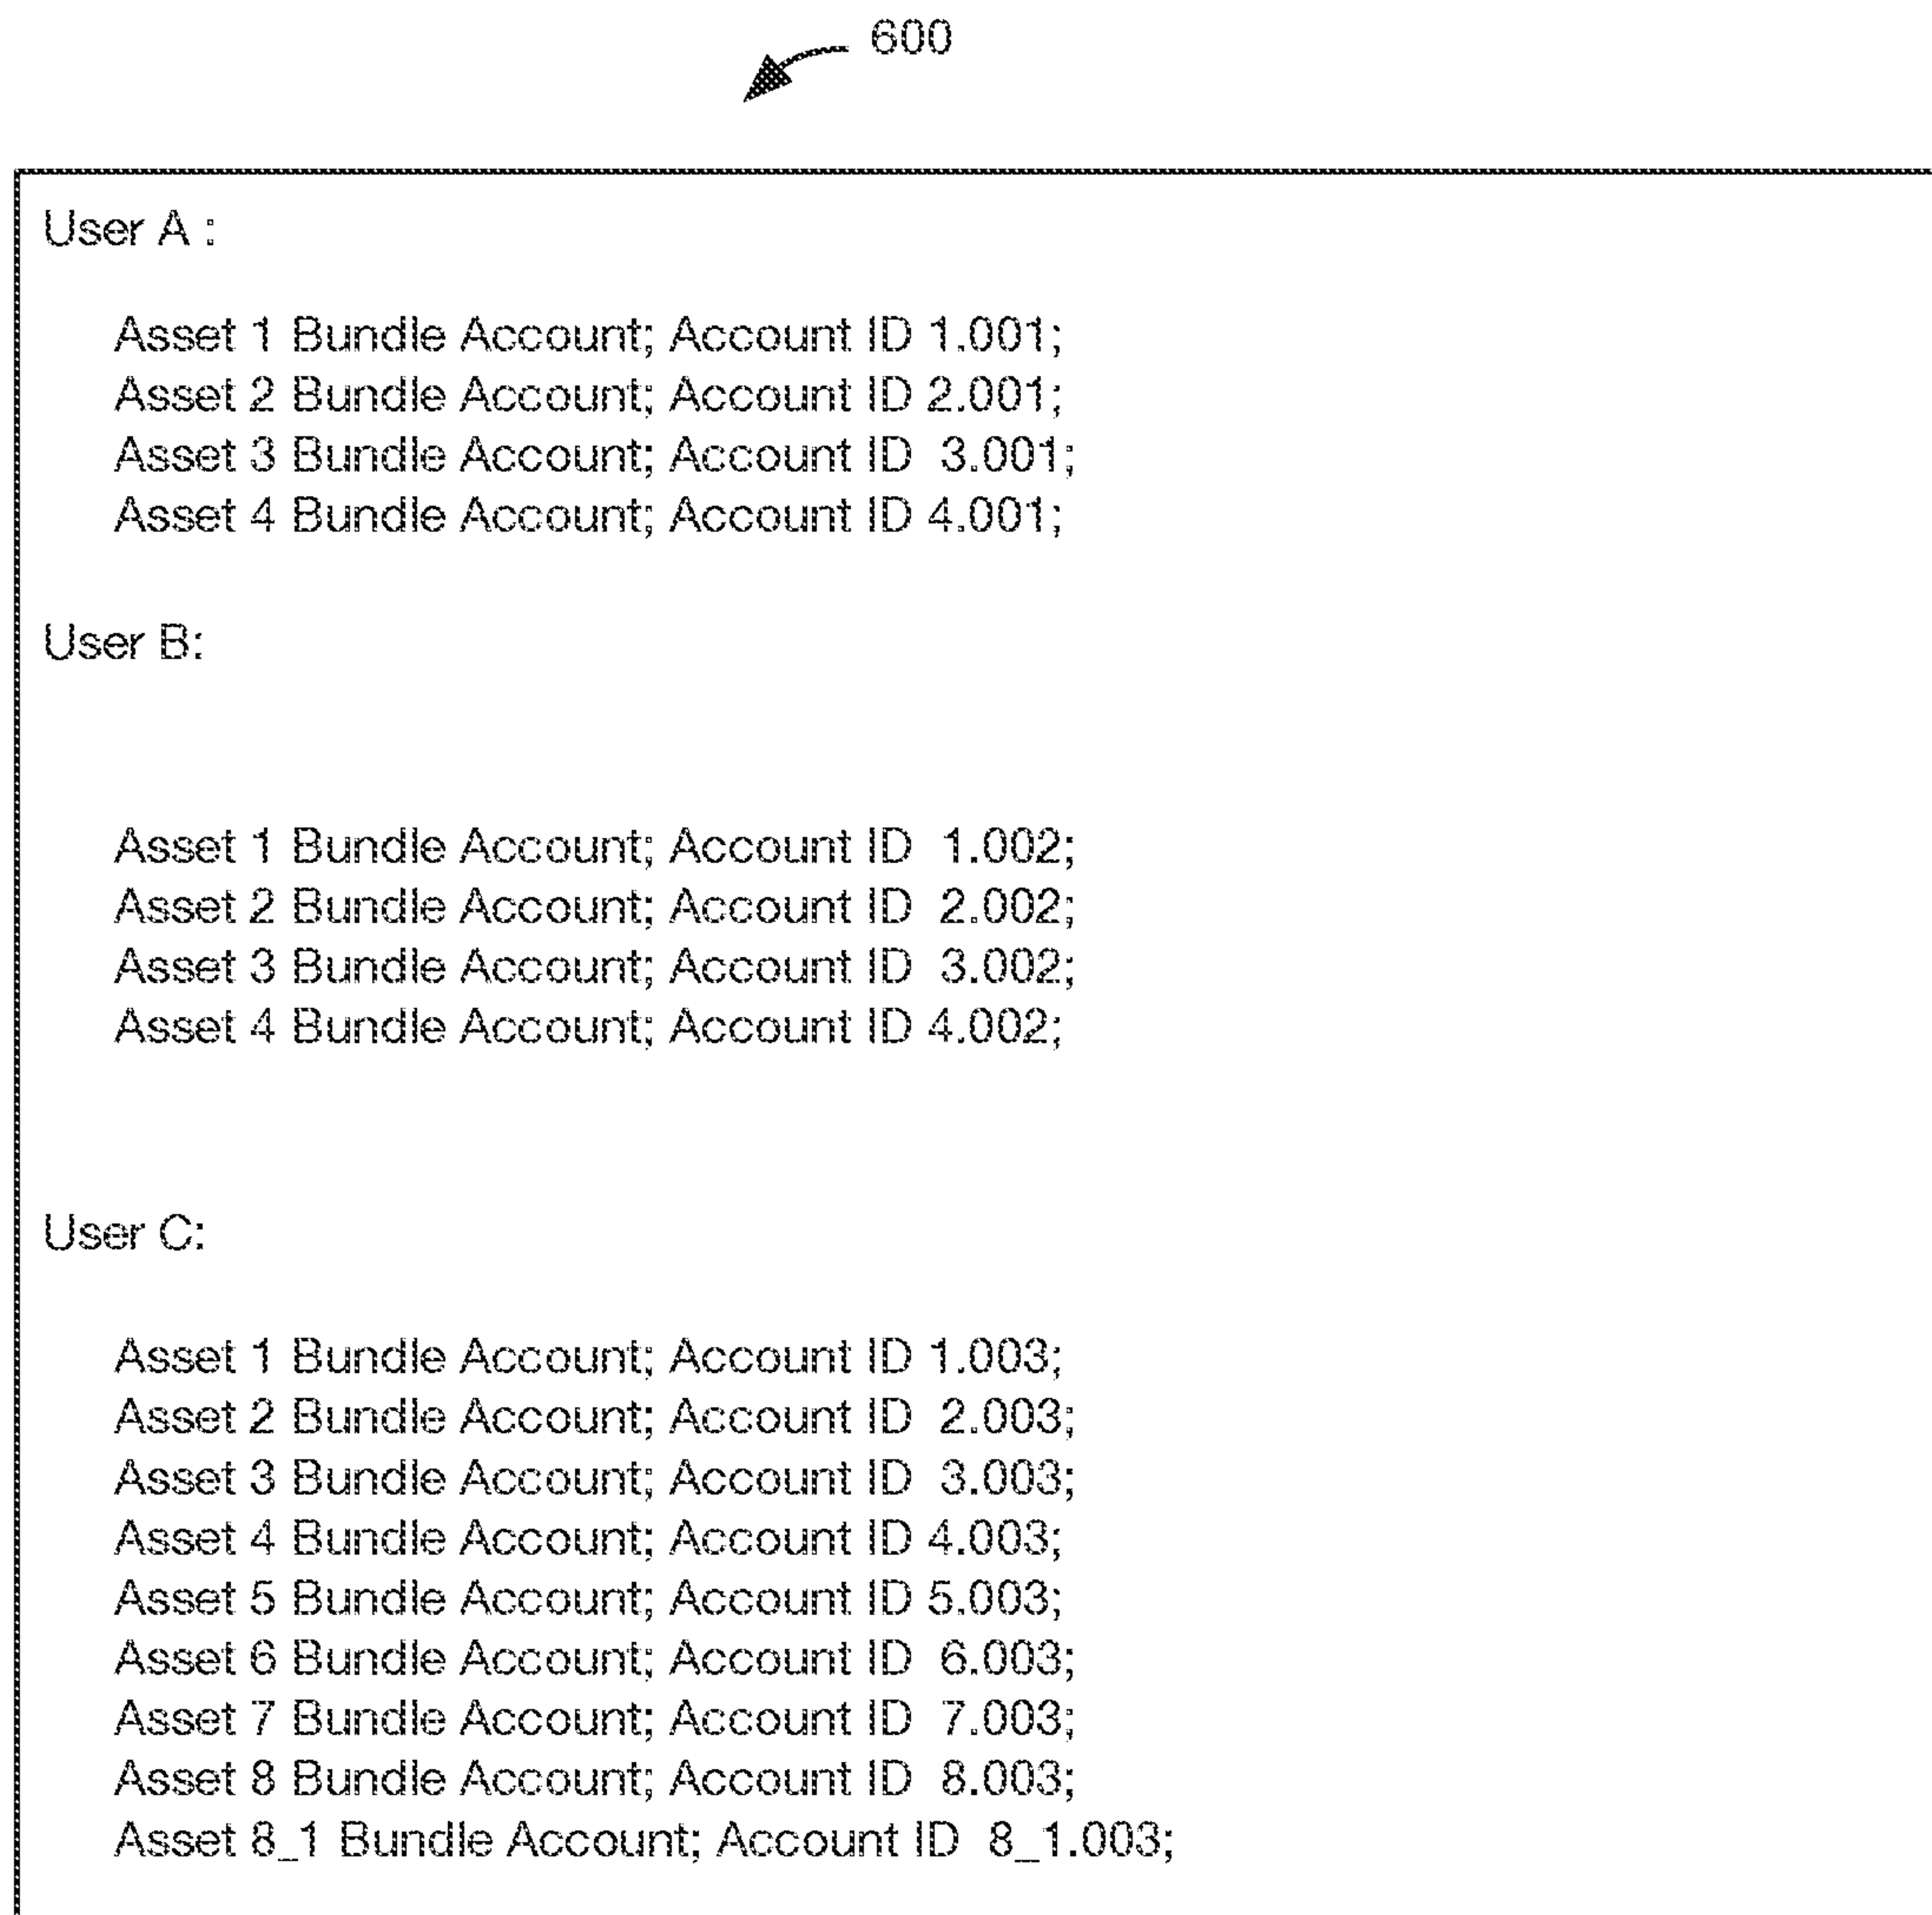 600
User A :
Asset 1 Bundle Account; Account ID 1.001;
Asset 2 Bundle Account; Account ID 2.001;
Asset 3 Bundle Account; Account ID 3.001;
Asset 4 Bundle Account; Account ID 4.001;
User B:
Asset 1 Bundle Account; Account ID 1.002;
Asset 2 Bundle Account; Account ID 2.002;
Asset 3 Bundle Account; Account ID 3.002;
Asset 4 Bundle Account; Account ID 4.002;
User C:
Asset 1 Bundle Account; Account ID 1.003;
Asset 2 Bundle Account; Account ID 2.003;
Asset 3 Bundle Account; Account ID 3.003;
Asset 4 Bundle Account; Account ID 4.003;
Asset 5 Bundle Account; Account ID 5.003;
Asset 6 Bundle Account; Account ID 6.003;
Asset 7 Bundle Account; Account ID 7.003;
Asset 8 Bundle Account; Account ID 8.003;
Asset 8_1 Bundle Account; Account ID 8_1.003;